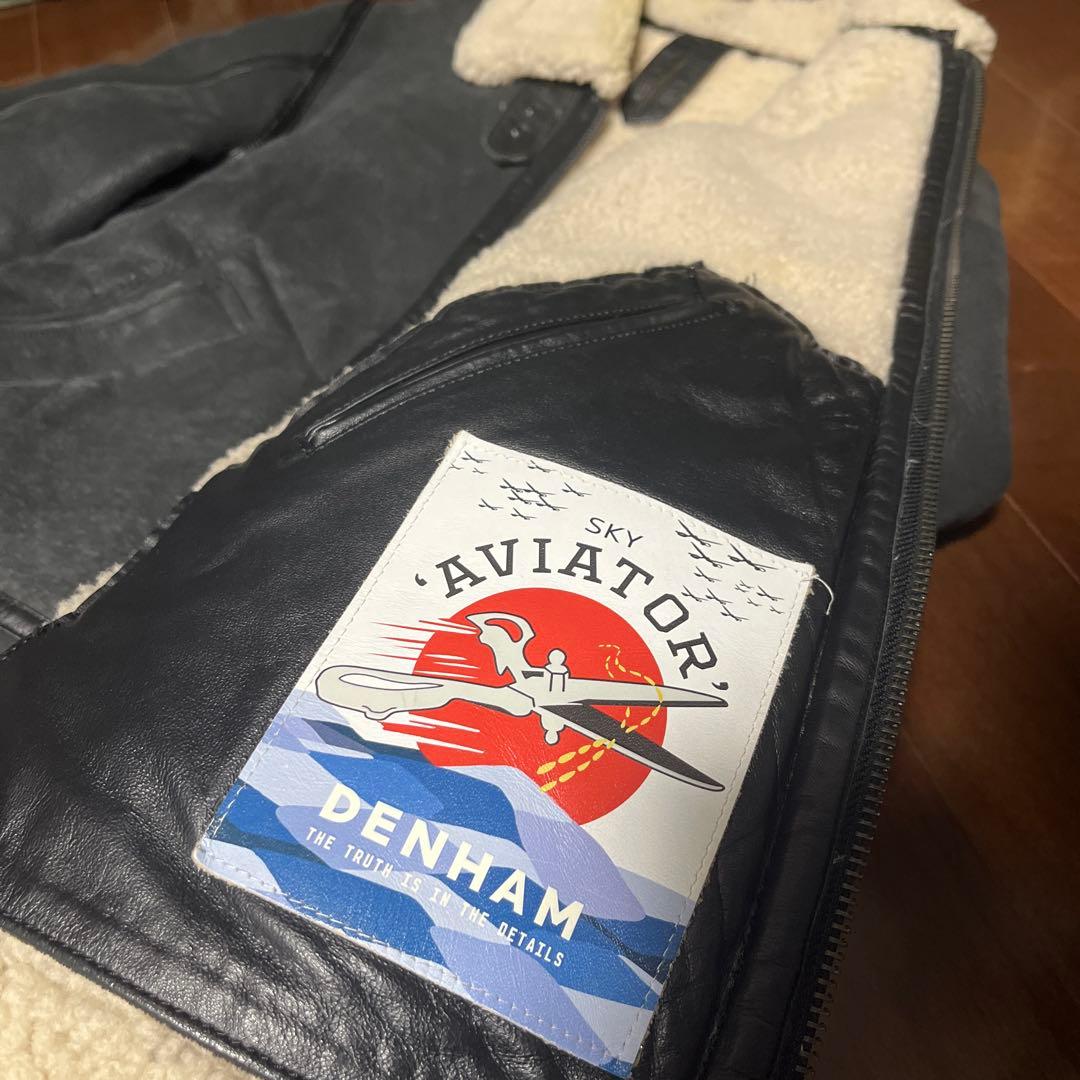 SKY
'AVIATOR'
DENHAM
THE TRUTH IS IN THE DETAILS